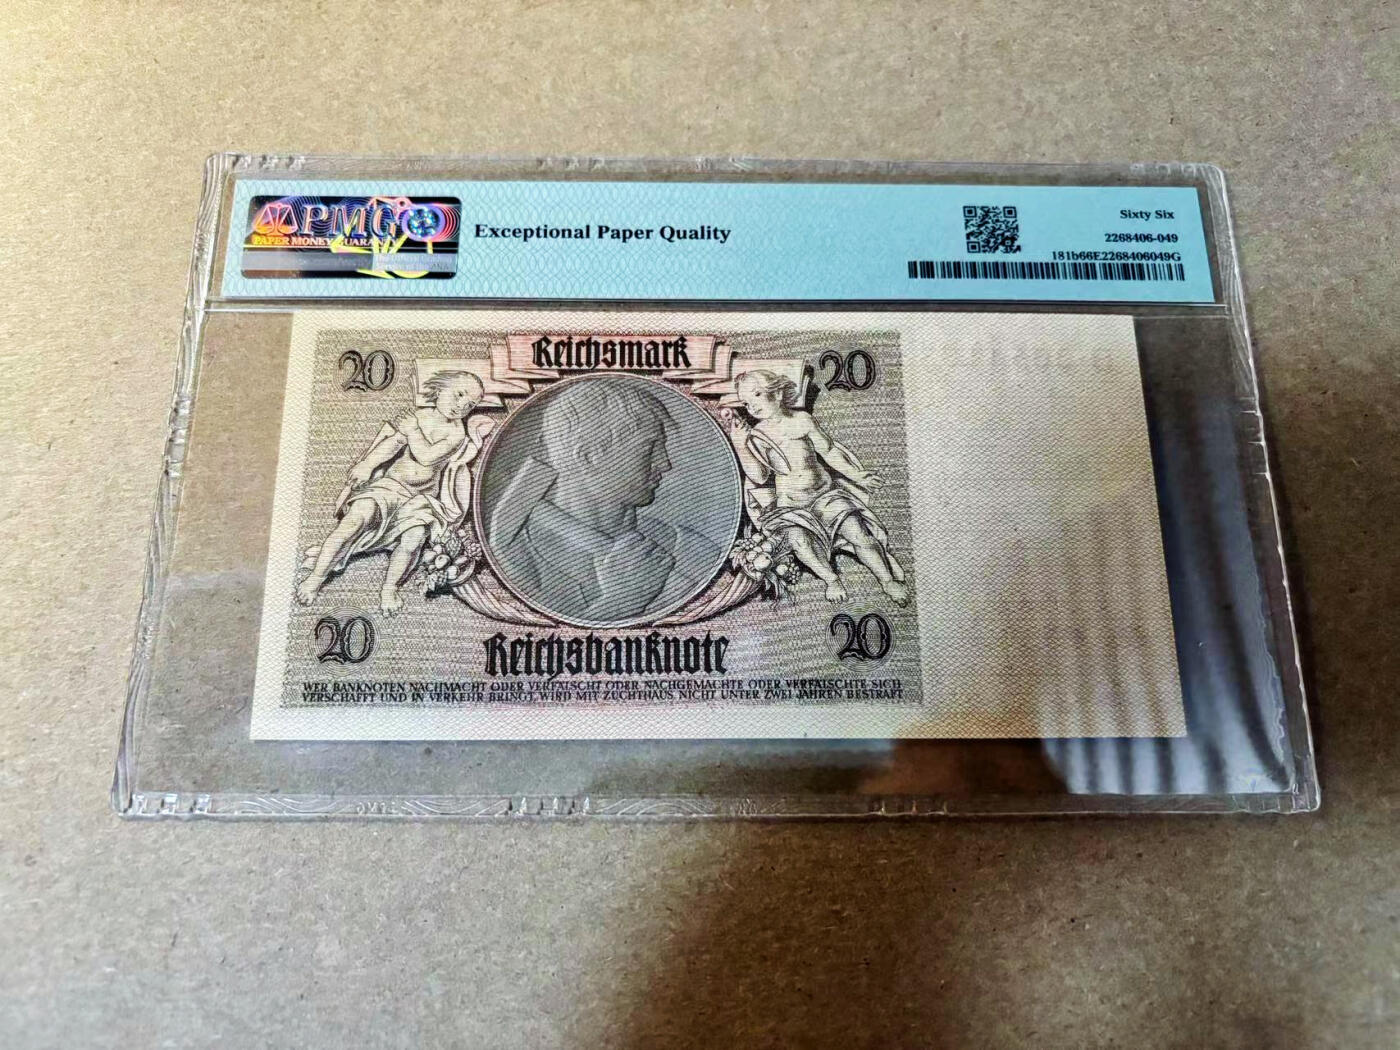 PMG
PAPER MONEY GUARANTY
Exceptional Paper Quality
Sixty Six
2268406-049
181b66E2268406049G
20
Reichsmark
20
20
Reichsbanknote
20
WER BANKNOTEN NACHMACHT ODER VERFÄLSCHT ODER NACHGEMACHTE ODER VERFÄLSCHTE SICH
VERSCHAFFT UND IN VERKEHR BRINGT, WIRD MIT ZUCHTHAUS NICHT UNTER ZWEI JAHREN BESTRAFT